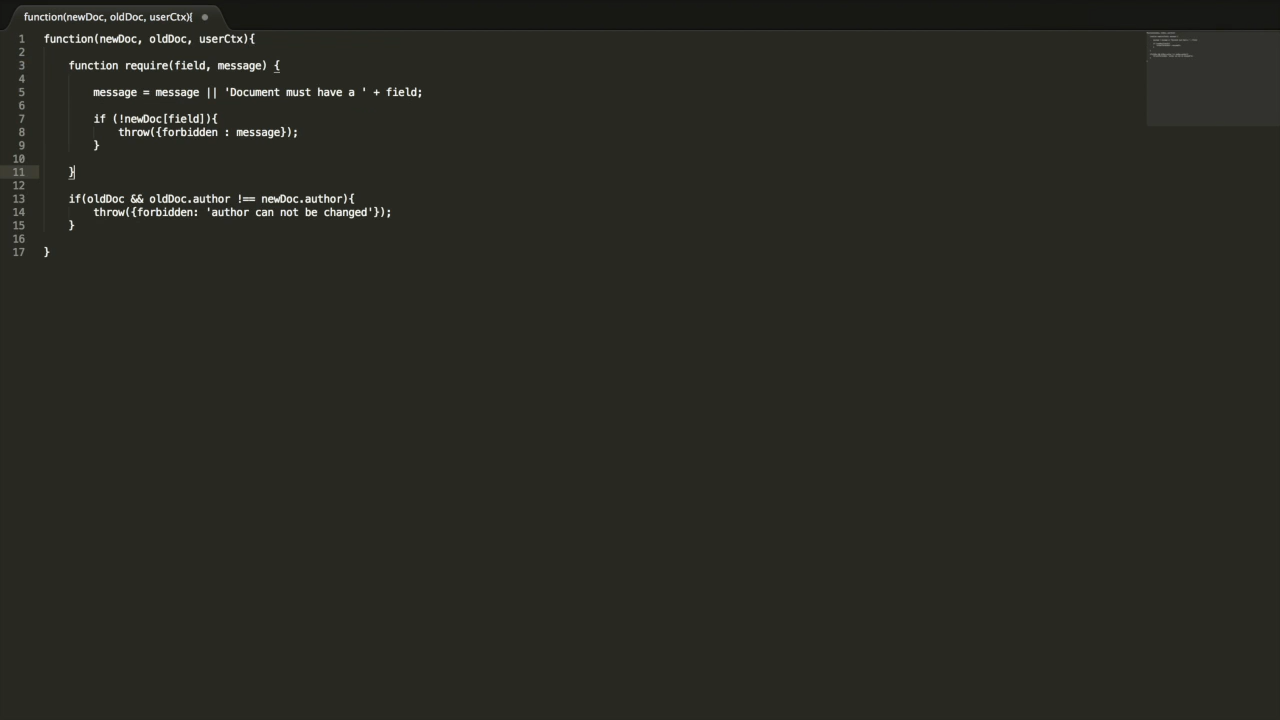 function(newDoc, oldDoc, userCtx){
1 function(newDoc, oldDoc, userCtx){
2
3 function require(field, message) {
4
5 message = message || 'Document must have a ' + field;
6
7 if (!newDoc[field]){
8 throw({forbidden : message});
9 }
10
11 }
12
13 if(oldDoc && oldDoc.author !== newDoc.author){
14 throw({forbidden: 'author can not be changed'});
15 }
16
17 }